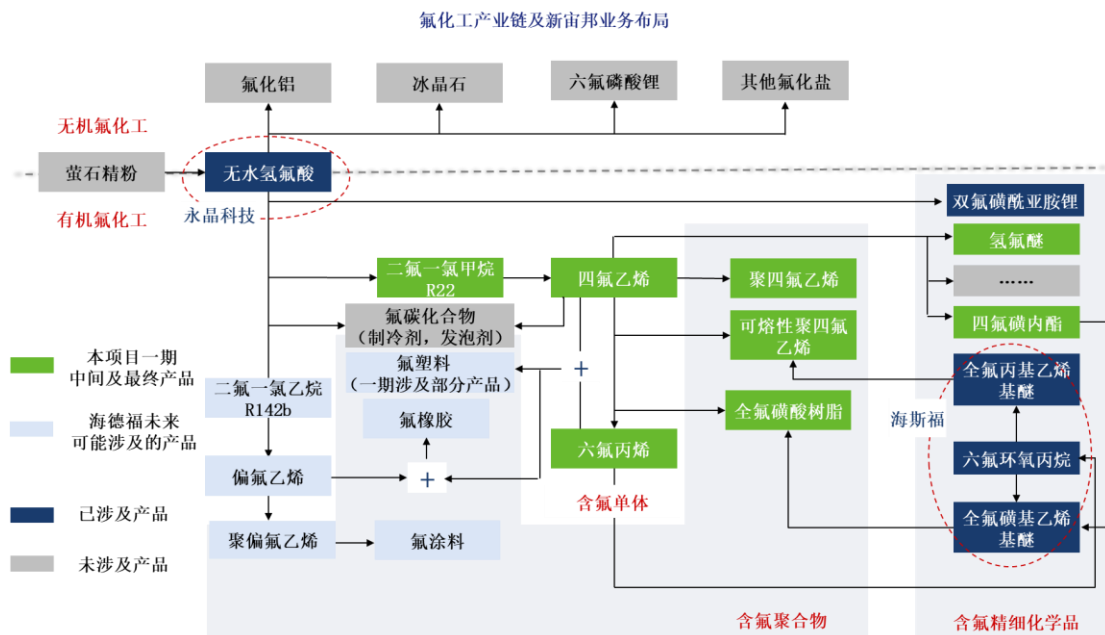 氟化工产业链及新宙邦业务布局
氟化铝
冰晶石
六氟磷酸锂
其他氟化盐
无机氟化工
萤石精粉
无水氢氟酸
有机氟化工
永晶科技
双氟磺酰亚胺锂
氢氟醚
……
四氟磺内酯
二氟一氯甲烷
R22
四氟乙烯
聚四氟乙烯
氟碳化合物
（制冷剂，发泡剂）
可熔性聚四氟
乙烯
本项目一期
中间及最终产品
氟塑料
（一期涉及部分产品）
+
全氟丙基乙烯
基醚
二氟一氯乙烷
R142b
海德福未来
可能涉及的产品
氟橡胶
全氟磺酸树脂
海斯福
六氟丙烯
六氟环氧丙烷
偏氟乙烯
+
含氟单体
已涉及产品
全氟磺基乙烯
基醚
聚偏氟乙烯
氟涂料
未涉及产品
含氟聚合物
含氟精细化学品